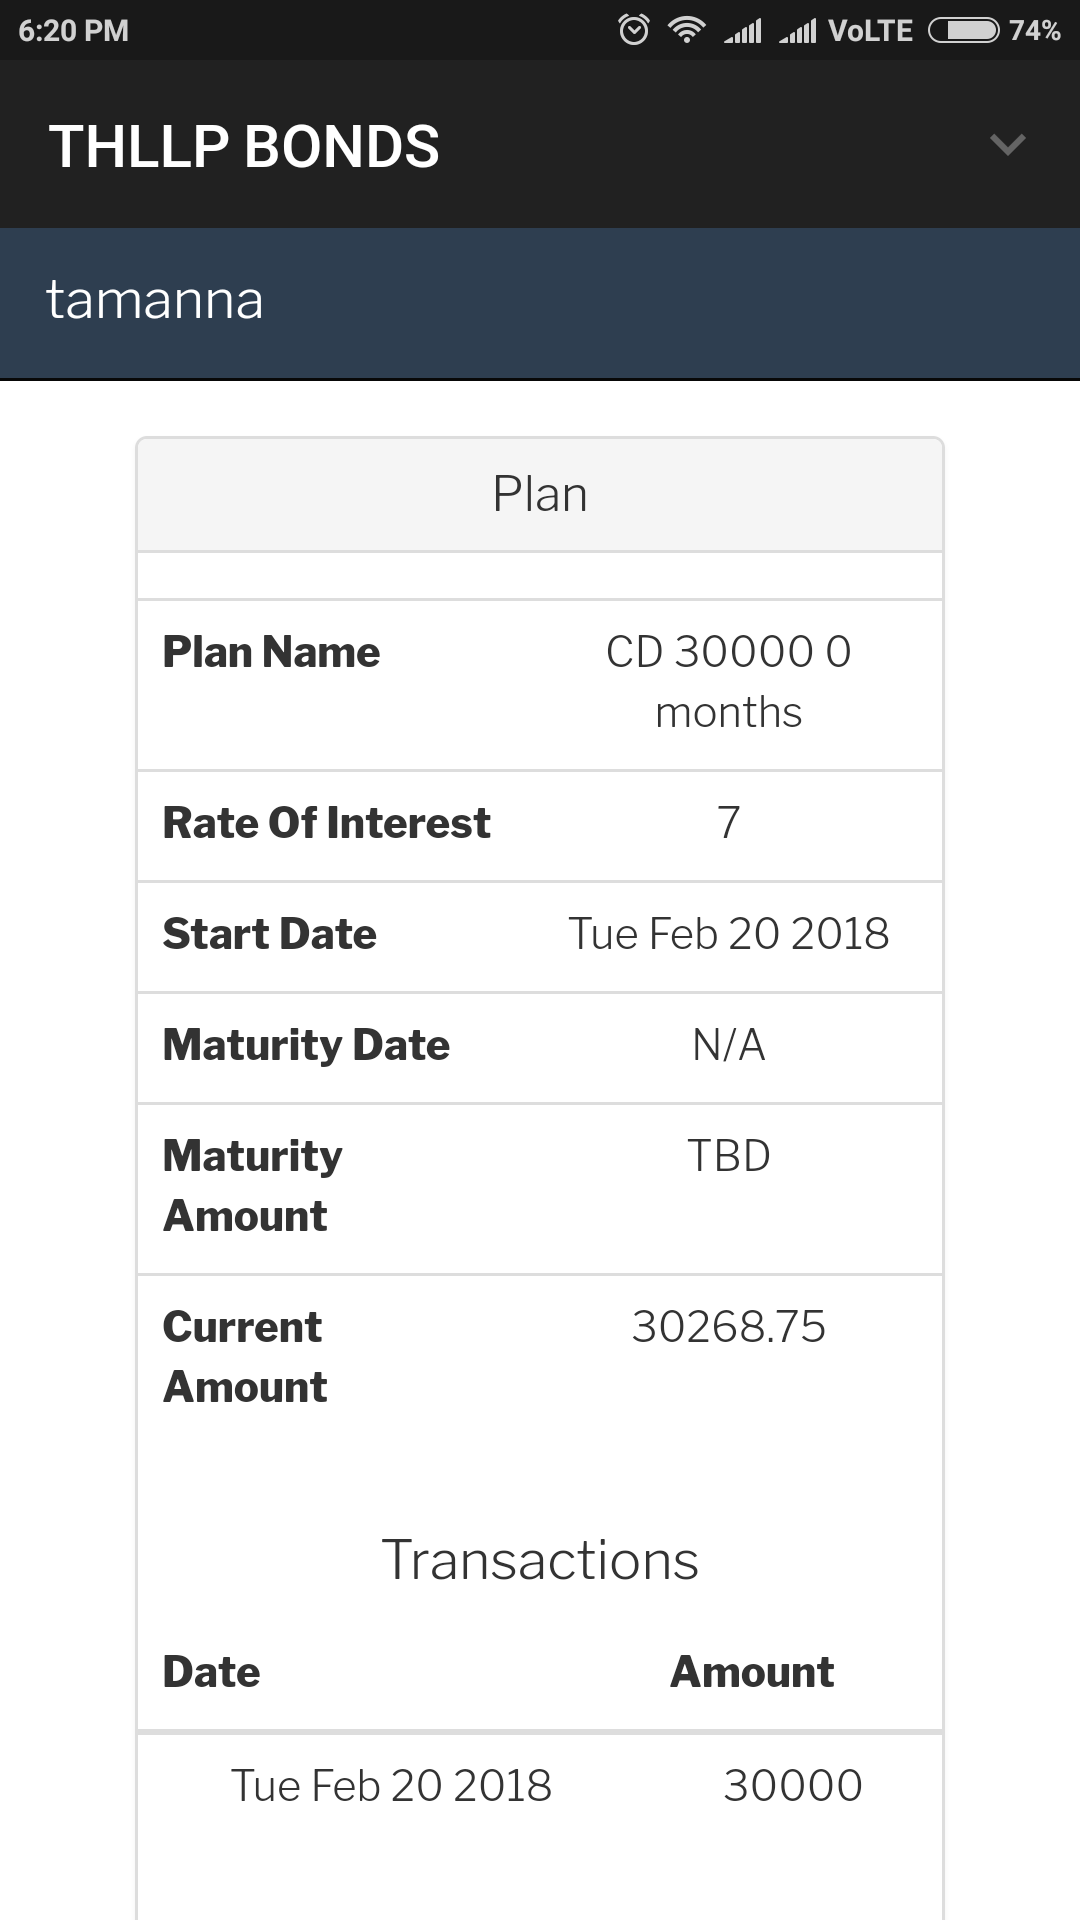 6:20 PM VoLTE 74%
THLLP BONDS
tamanna
Plan
Plan Name CD 30000 0
months
Rate Of Interest 7
Start Date Tue Feb 20 2018
Maturity Date N/A
Maturity TBD
Amount
Current 30268.75
Amount
Transactions
Date Amount
Tue Feb 20 2018 30000